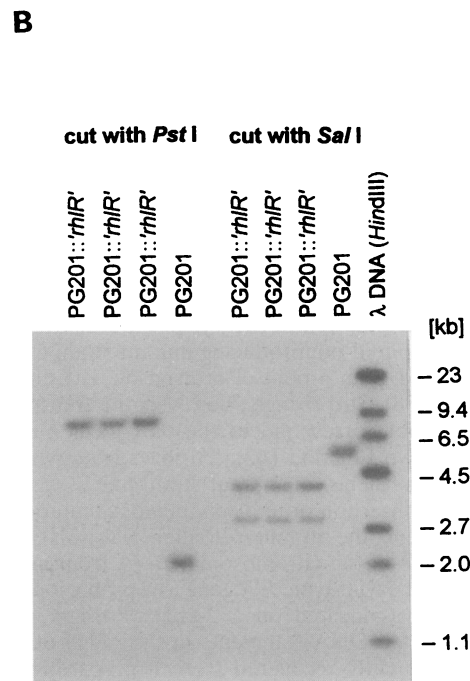 B
cut with Pst I cut with Sal I
PG201::'rhlR'
PG201::'rhlR'
PG201::'rhlR'
PG201
PG201::'rhlR'
PG201::'rhlR'
PG201::'rhlR'
PG201
λ DNA (HindIII)
[kb]
– 23
– 9.4
– 6.5
– 4.5
– 2.7
– 2.0
– 1.1